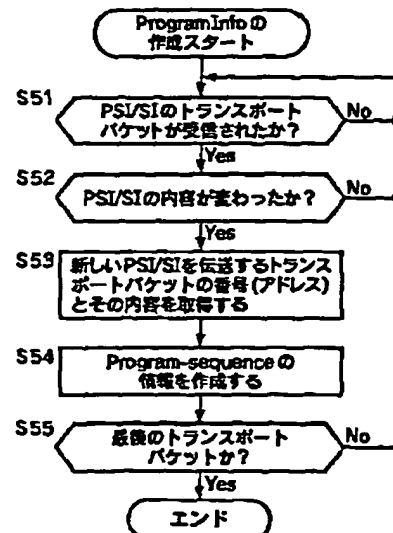 ProgramInfoの
作成スタート
S51
PSI/SIのトランスポート
パケットが受信されたか?
No
Yes
S52
PSI/SIの内容が変わったか?
No
Yes
S53
新しいPSI/SIを伝送するトランス
ポートパケットの番号(アドレス)
とその内容を取得する
S54
Program-sequenceの
情報を作成する
S55
最後のトランスポート
パケットか?
No
Yes
エンド